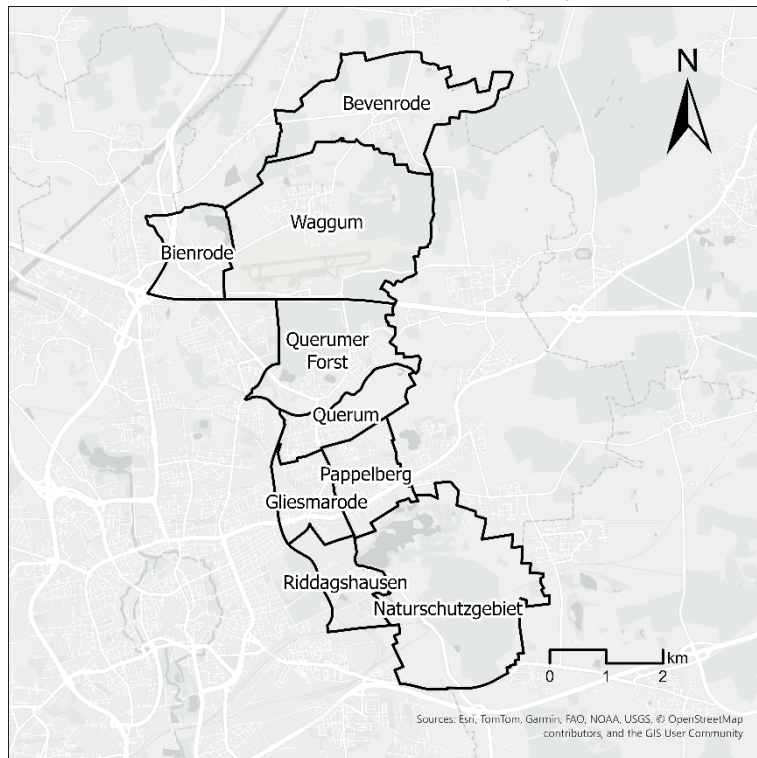 N
Bevenrode
Waggum
Bienrode
Querumer
Forst
Querum
Pappelberg
Gliesmarode
Riddagshausen
Naturschutzgebiet
km
0 1 2
Sources: Esri, TomTom, Garmin, FAO, NOAA, USGS, © OpenStreetMap
contributors, and the GIS User Community